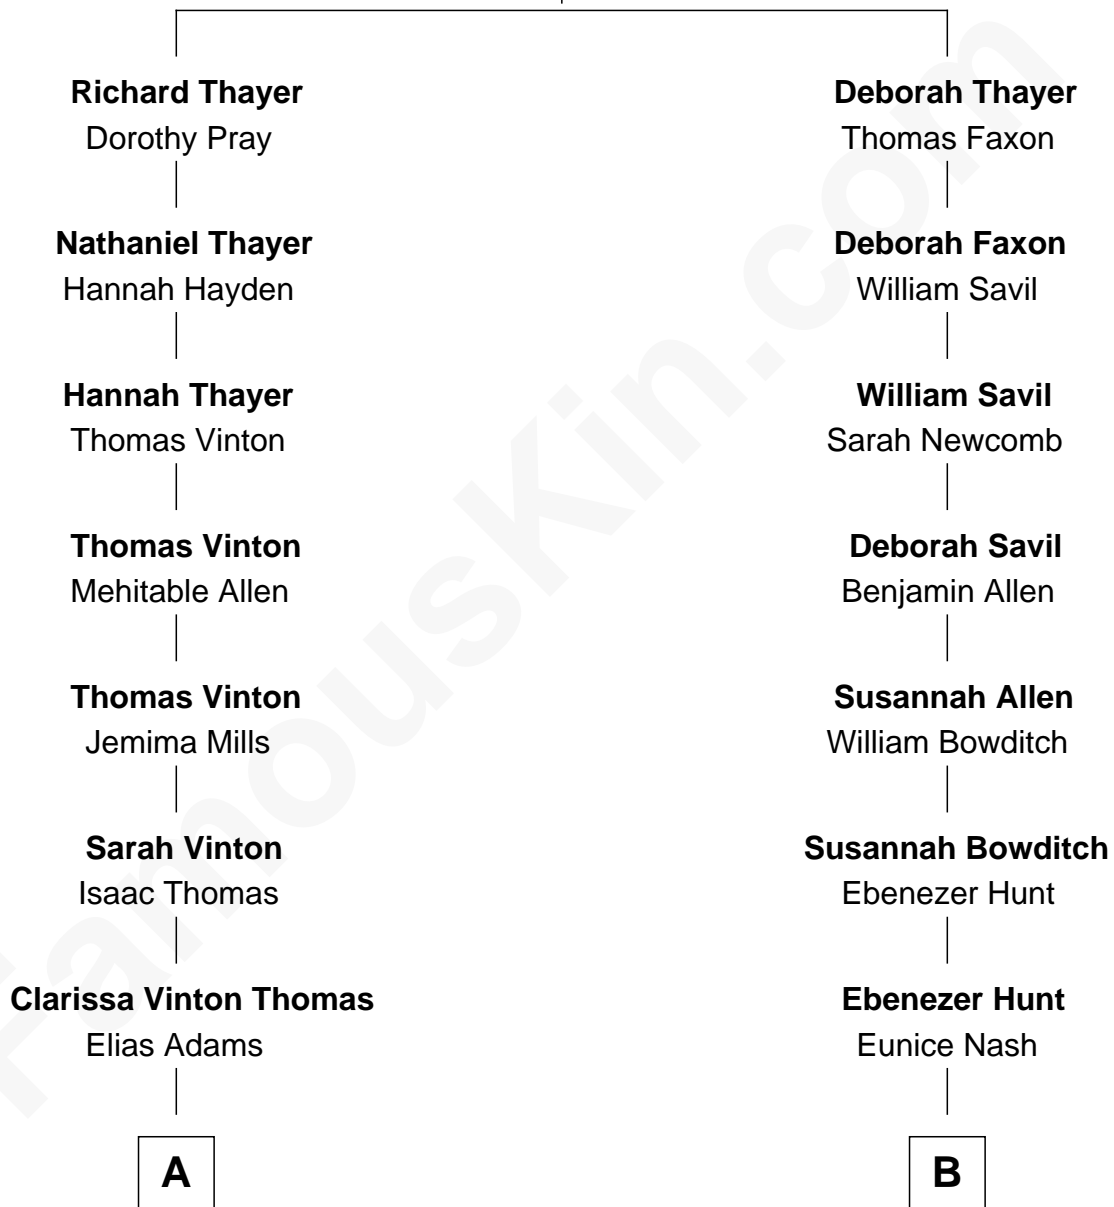 Richard Thayer
Dorothy Pray
Nathaniel Thayer
Hannah Hayden
Hannah Thayer
Thomas Vinton
Thomas Vinton
Mehitable Allen
Thomas Vinton
Jemima Mills
Sarah Vinton
Isaac Thomas
Clarissa Vinton Thomas
Elias Adams
A
Deborah Thayer
Thomas Faxon
Deborah Faxon
William Savil
William Savil
Sarah Newcomb
Deborah Savil
Benjamin Allen
Susannah Allen
William Bowditch
Susannah Bowditch
Ebenezer Hunt
Ebenezer Hunt
Eunice Nash
B
FamousKin.com